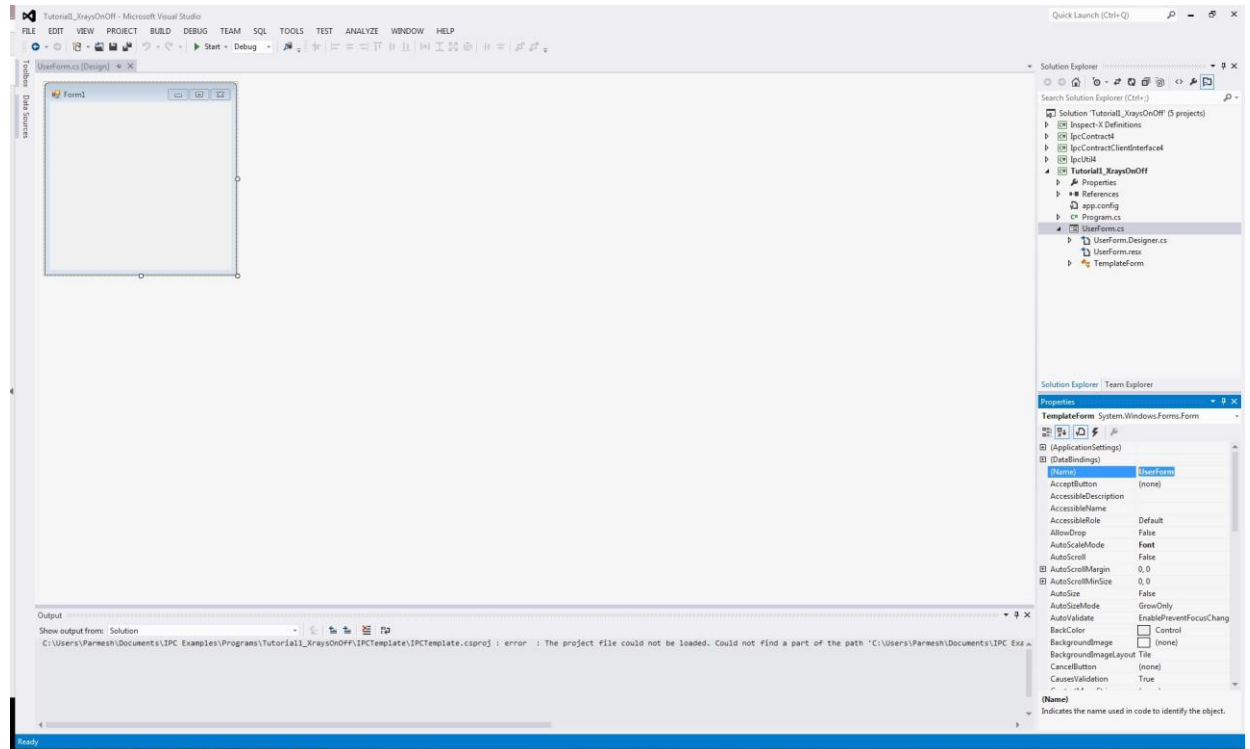 Tutorial1_XraysOnOff - Microsoft Visual Studio
Quick Launch (Ctrl+Q)
FILE EDIT VIEW PROJECT BUILD DEBUG TEAM SQL TOOLS TEST ANALYZE WINDOW HELP
Start Debug
Toolbox
Data Sources
UserForm.cs [Design]
Form1
Solution Explorer
Search Solution Explorer (Ctrl+;)
Solution 'Tutorial1_XraysOnOff' (5 projects)
Inspect-X Definitions
IpcContract4
IpcContractClientInterface4
IpcUtil4
Tutorial1_XraysOnOff
Properties
References
app.config
Program.cs
UserForm.cs
UserForm.Designer.cs
UserForm.resx
TemplateForm
Solution Explorer Team Explorer
Properties
TemplateForm System.Windows.Forms.Form
(ApplicationSettings)
(DataBindings)
(Name) UserForm
AcceptButton (none)
AccessibleDescription
AccessibleName
AccessibleRole Default
AllowDrop False
AutoScaleMode Font
AutoScroll False
AutoScrollMargin 0, 0
AutoScrollMinSize 0, 0
AutoSize False
AutoSizeMode GrowOnly
AutoValidate EnablePreventFocusChang
BackColor Control
BackgroundImage (none)
BackgroundImageLayout Tile
CancelButton (none)
CausesValidation True
(Name)
Indicates the name used in code to identify the object.
Output
Show output from: Solution
C:\Users\Parmesh\Documents\IPC Examples\Programs\Tutorial1_XraysOnOff\IPCTemplate\IPCTemplate.csproj : error : The project file could not be loaded. Could not find a part of the path 'C:\Users\Parmesh\Documents\IPC Exa
Ready